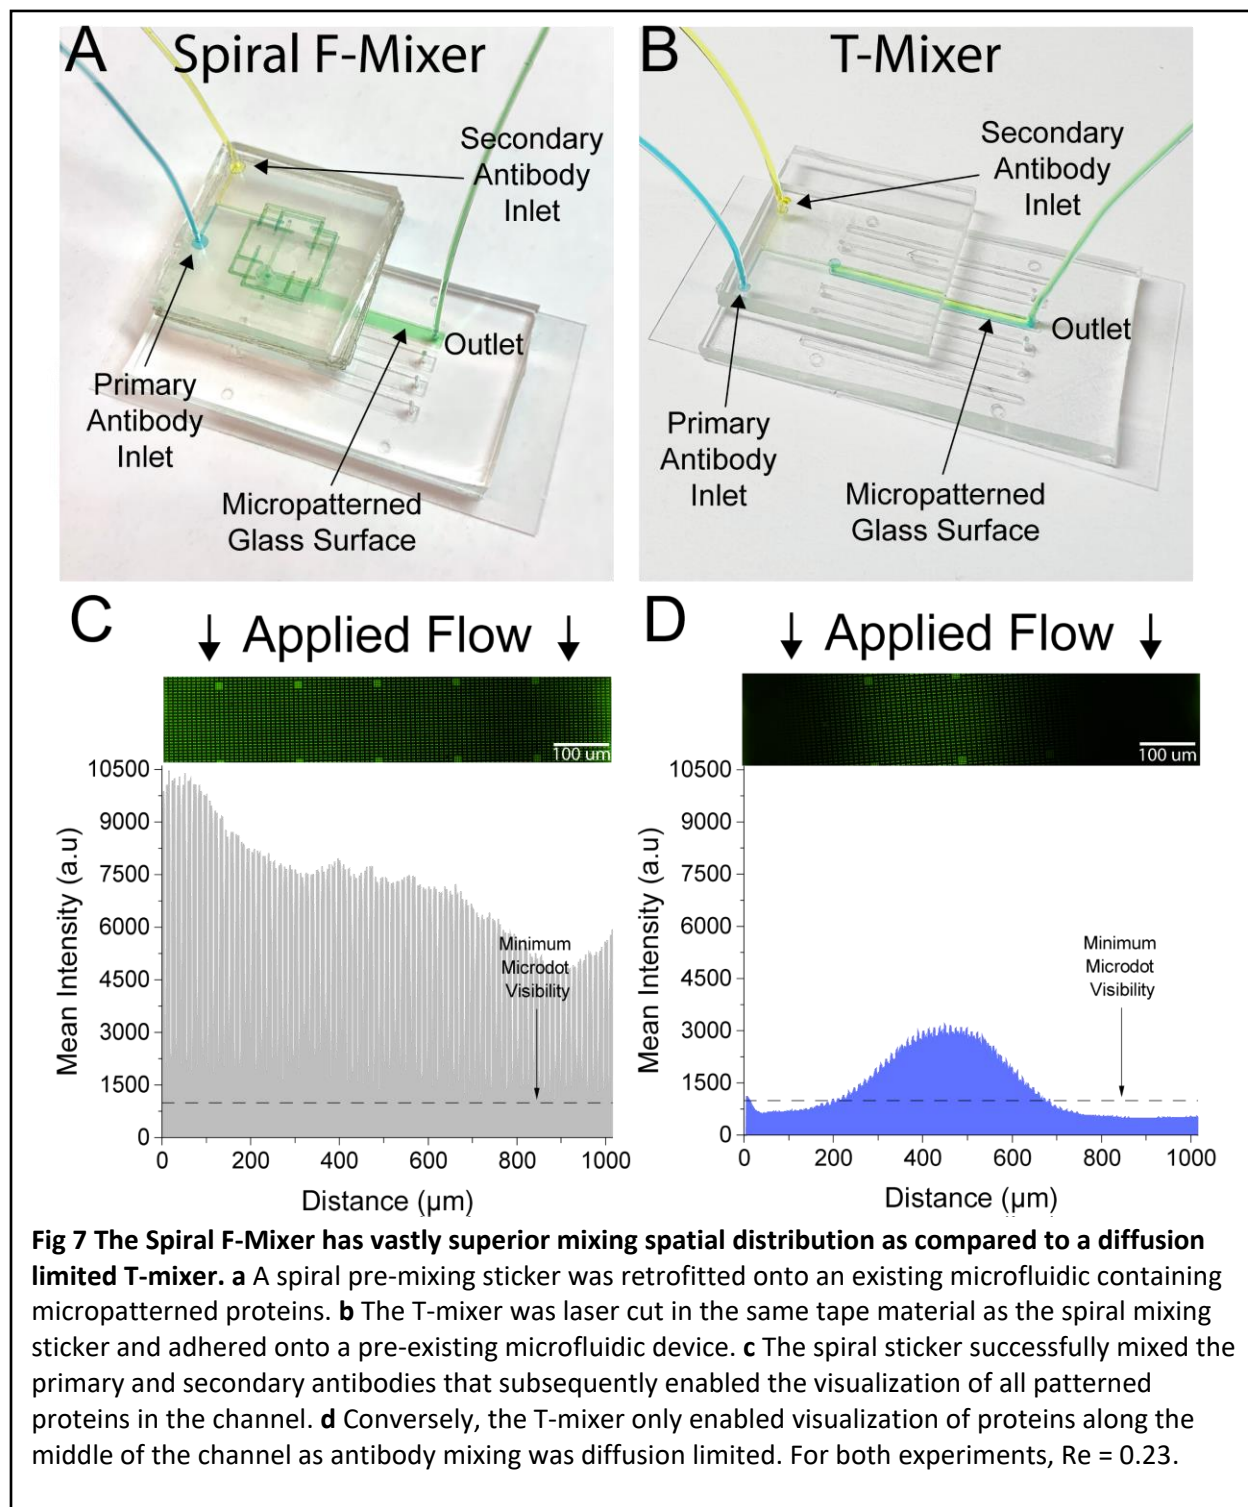 A
Spiral F-Mixer
Secondary
Antibody
Inlet
Outlet
Primary
Antibody
Inlet
Micropatterned
Glass Surface
B
T-Mixer
Secondary
Antibody
Inlet
Outlet
Primary
Antibody
Inlet
Micropatterned
Glass Surface
C
↓ Applied Flow ↓
100 um
10500
9000
7500
6000
4500
3000
1500
0
Mean Intensity (a.u)
Minimum
Microdot
Visibility
0 200 400 600 800 1000
Distance (µm)
D
↓ Applied Flow ↓
100 um
10500
9000
7500
6000
4500
3000
1500
0
Mean Intensity (a.u)
Minimum
Microdot
Visibility
0 200 400 600 800 1000
Distance (µm)
Fig 7 The Spiral F-Mixer has vastly superior mixing spatial distribution as compared to a diffusion
limited T-mixer. a A spiral pre-mixing sticker was retrofitted onto an existing microfluidic containing
micropatterned proteins. b The T-mixer was laser cut in the same tape material as the spiral mixing
sticker and adhered onto a pre-existing microfluidic device. c The spiral sticker successfully mixed the
primary and secondary antibodies that subsequently enabled the visualization of all patterned
proteins in the channel. d Conversely, the T-mixer only enabled visualization of proteins along the
middle of the channel as antibody mixing was diffusion limited. For both experiments, Re = 0.23.